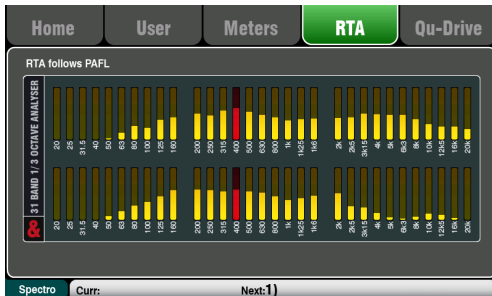 Home User Meters RTA Qu-Drive
RTA follows PAFL
31 BAND 1/3 OCTAVE ANALYSER
20 25 31.5 40 50 63 80 100 125 160 200 250 315 400 500 630 800 1k 1k25 1k6 2k 2k5 3k15 4k 5k 6k3 8k 10k 12k5 16k 20k
20 25 31.5 40 50 63 80 100 125 160 200 250 315 400 500 630 800 1k 1k25 1k6 2k 2k5 3k15 4k 5k 6k3 8k 10k 12k5 16k 20k
&
Spectro Curr: Next:1)